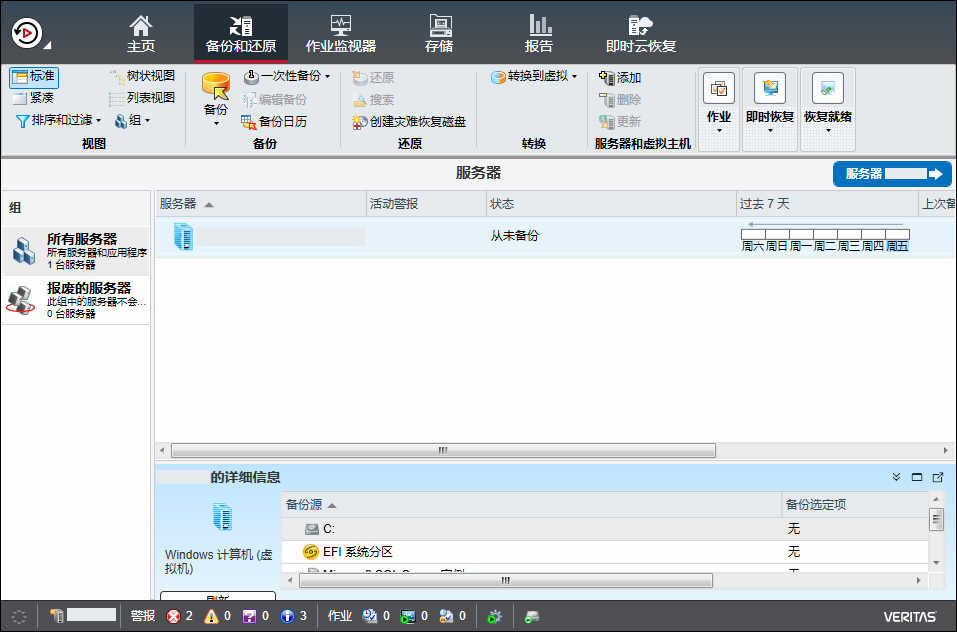 主页
备份和还原
作业监视器
存储
报告
即时云恢复
标准
紧凑
排序和过滤
树状视图
列表视图
组
视图
备份
一次性备份
编辑备份
备份日历
备份
还原
搜索
创建灾难恢复磁盘
还原
转换到虚拟
转换
添加
删除
更新
服务器和虚拟主机
作业
即时恢复
恢复就绪
服务器
服务器
组
所有服务器
所有服务器和应用程序
1 台服务器
报废的服务器
此组中的服务器不会...
0 台服务器
服务器 活动警报 状态 过去 7 天 上次备
从未备份
周六 周日 周一 周二 周三 周四 周五
的详细信息
Windows 计算机 (虚
拟机)
刷新
备份源 备份选定项
C: 无
EFI 系统分区 无
警报 2 0 0 3 作业 0 0 0
VERITAS